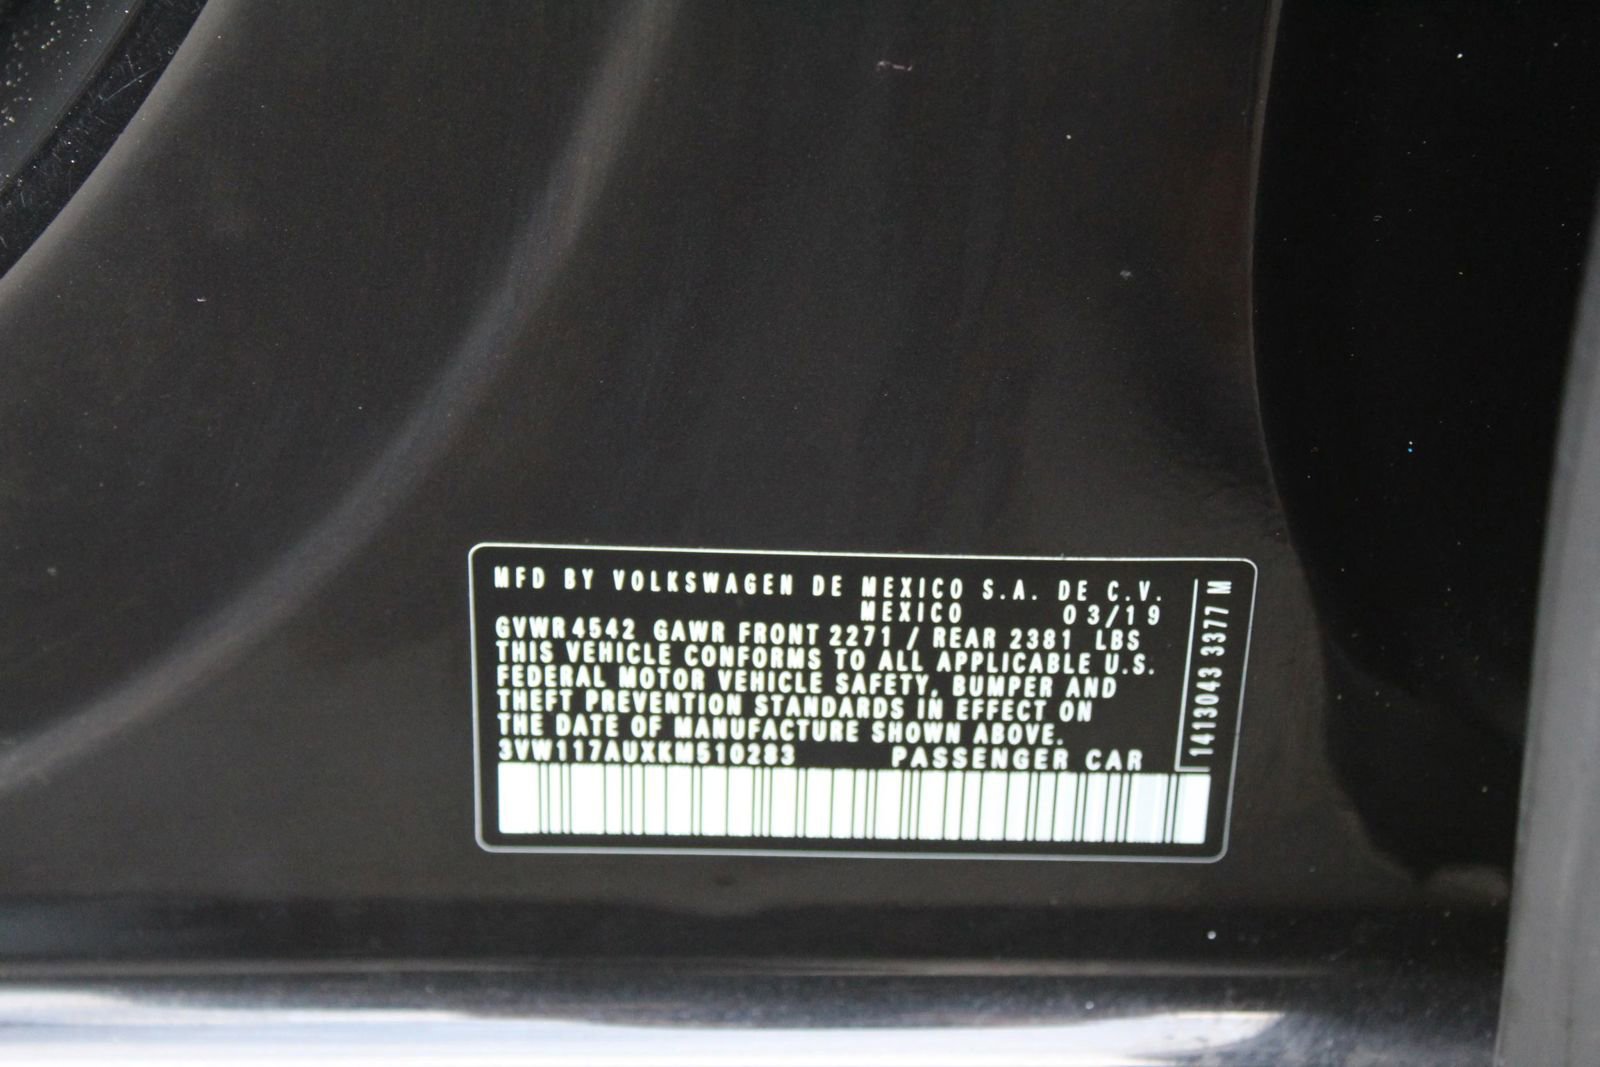 MFD BY VOLKSWAGEN DE MEXICO S.A. DE C.V.
MEXICO 03/19
GVWR 4542 GAWR FRONT 2271 / REAR 2381 LBS
THIS VEHICLE CONFORMS TO ALL APPLICABLE U.S.
FEDERAL MOTOR VEHICLE SAFETY, BUMPER AND
THEFT PREVENTION STANDARDS IN EFFECT ON
THE DATE OF MANUFACTURE SHOWN ABOVE.
3VW117AUXKM510283 PASSENGER CAR
1413043 3377 M